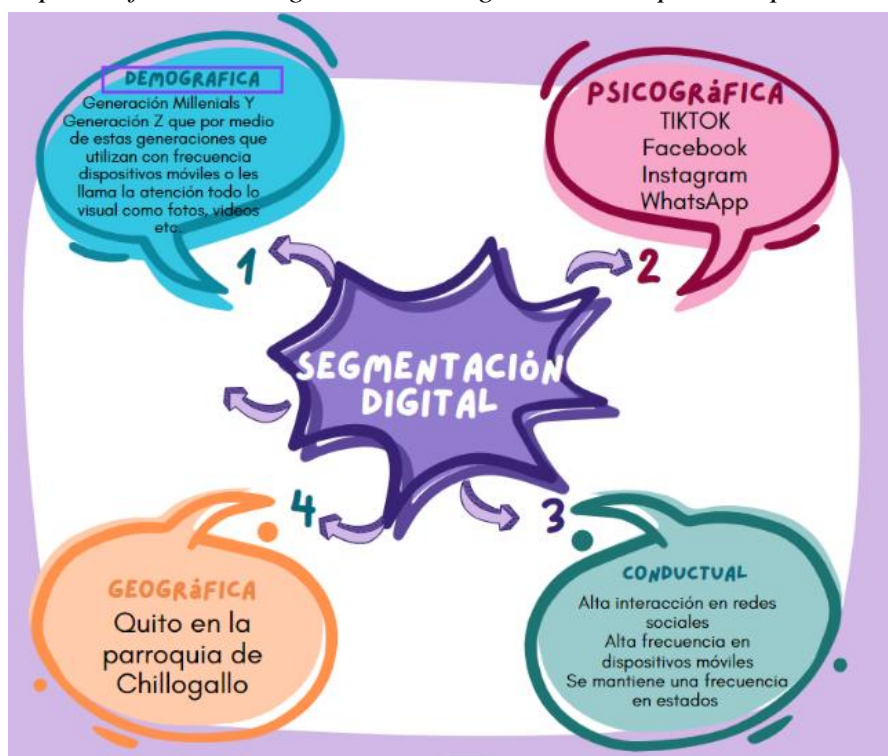 DEMOGRAFICA
Generación Millenials Y
Generación Z que por medio
de estas generaciones que
utilizan con frecuencia
dispositivos móviles o les
llama la atención todo lo
visual como fotos, videos
etc.
1
PSICOGRáFICA
TIKTOK
Facebook
Instagram
WhatsApp
2
SEGMENTACIÓN
DIGITAL
4
GEOGRáFICA
Quito en la
parroquia de
Chillogallo
3
CONDUCTUAL
Alta interacción en redes
sociales
Alta frecuencia en
dispositivos móviles
Se mantiene una frecuencia
en estados